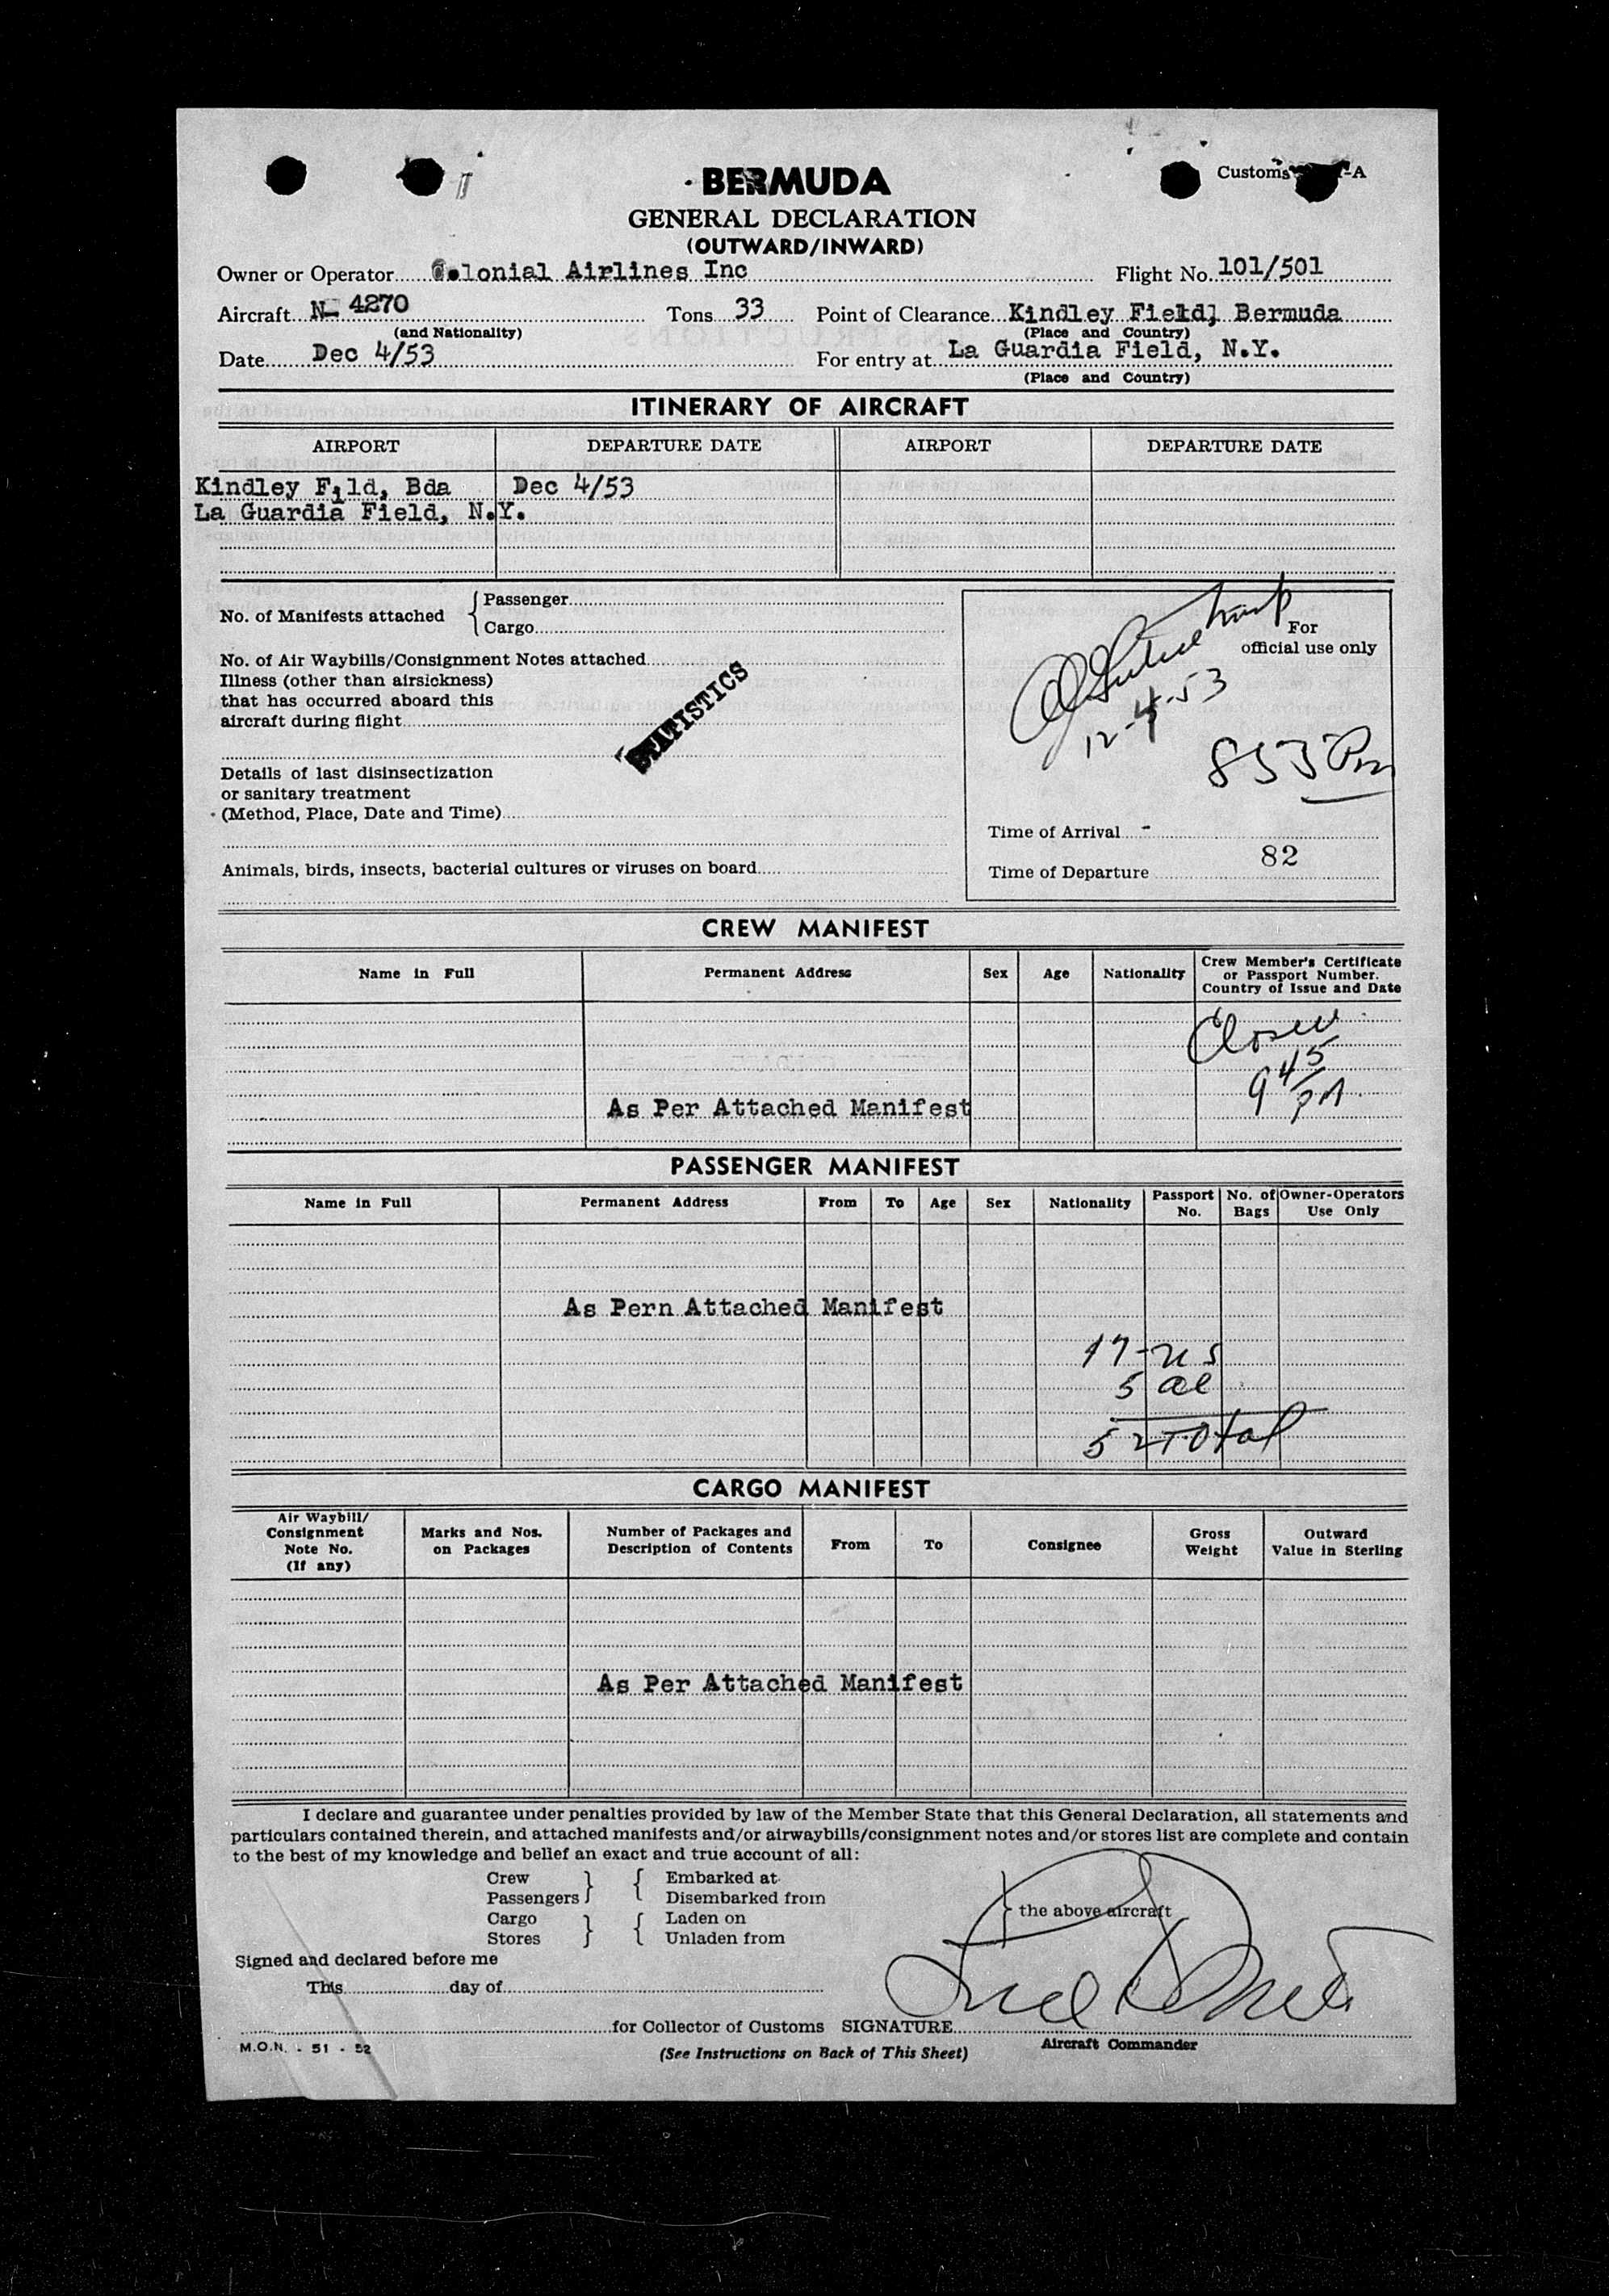 Customs -A
BERMUDA
GENERAL DECLARATION
(OUTWARD/INWARD)
Owner or Operator Colonial Airlines Inc Flight No. 101/501
Aircraft N- 4270 Tons 33 Point of Clearance Kindley Field, Bermuda
(and Nationality) (Place and Country)
Date Dec 4/53 For entry at La Guardia Field, N.Y.
(Place and Country)
ITINERARY OF AIRCRAFT
AIRPORT DEPARTURE DATE AIRPORT DEPARTURE DATE
Kindley Fild, Bda Dec 4/53
La Guardia Field, N.Y.
No. of Manifests attached { Passenger
Cargo
For
official use only
12-4-53
855 Pm
No. of Air Waybills/Consignment Notes attached
Illness (other than airsickness)
that has occurred aboard this
aircraft during flight
STATISTICS
Details of last disinsectization
or sanitary treatment
(Method, Place, Date and Time)
Time of Arrival -
82
Time of Departure
Animals, birds, insects, bacterial cultures or viruses on board
CREW MANIFEST
Name in Full Permanent Address Sex Age Nationality Crew Member's Certificate
or Passport Number.
Country of Issue and Date
Closed
9 45
PM
As Per Attached Manifest
PASSENGER MANIFEST
Name in Full Permanent Address From To Age Sex Nationality Passport No. No. of Bags Owner-Operators Use Only
As Pern Attached Manifest
17-US
5 al
52 Total
CARGO MANIFEST
Air Waybill/ Consignment Note No. (If any) Marks and Nos. on Packages Number of Packages and Description of Contents From To Consignee Gross Weight Outward Value in Sterling
As Per Attached Manifest
I declare and guarantee under penalties provided by law of the Member State that this General Declaration, all statements and
particulars contained therein, and attached manifests and/or airwaybills/consignment notes and/or stores list are complete and contain
to the best of my knowledge and belief an exact and true account of all:
Crew } { Embarked at
Passengers Disembarked from
} the above aircraft
Cargo } { Laden on
Stores Unladen from
Signed and declared before me
This day of
for Collector of Customs SIGNATURE
Aircraft Commander
M.O.N. - 51 - 52
(See Instructions on Back of This Sheet)